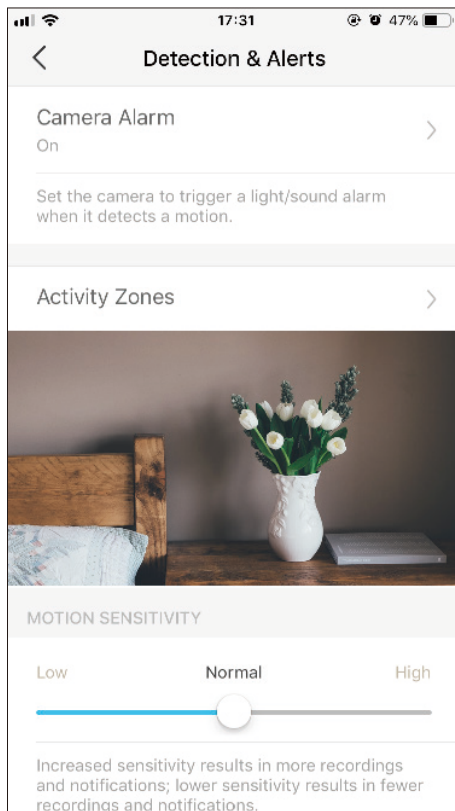 17:31
47%
Detection & Alerts
Camera Alarm
On
Set the camera to trigger a light/sound alarm
when it detects a motion.
Activity Zones
MOTION SENSITIVITY
Low Normal High
Increased sensitivity results in more recordings
and notifications; lower sensitivity results in fewer
recordings and notifications.